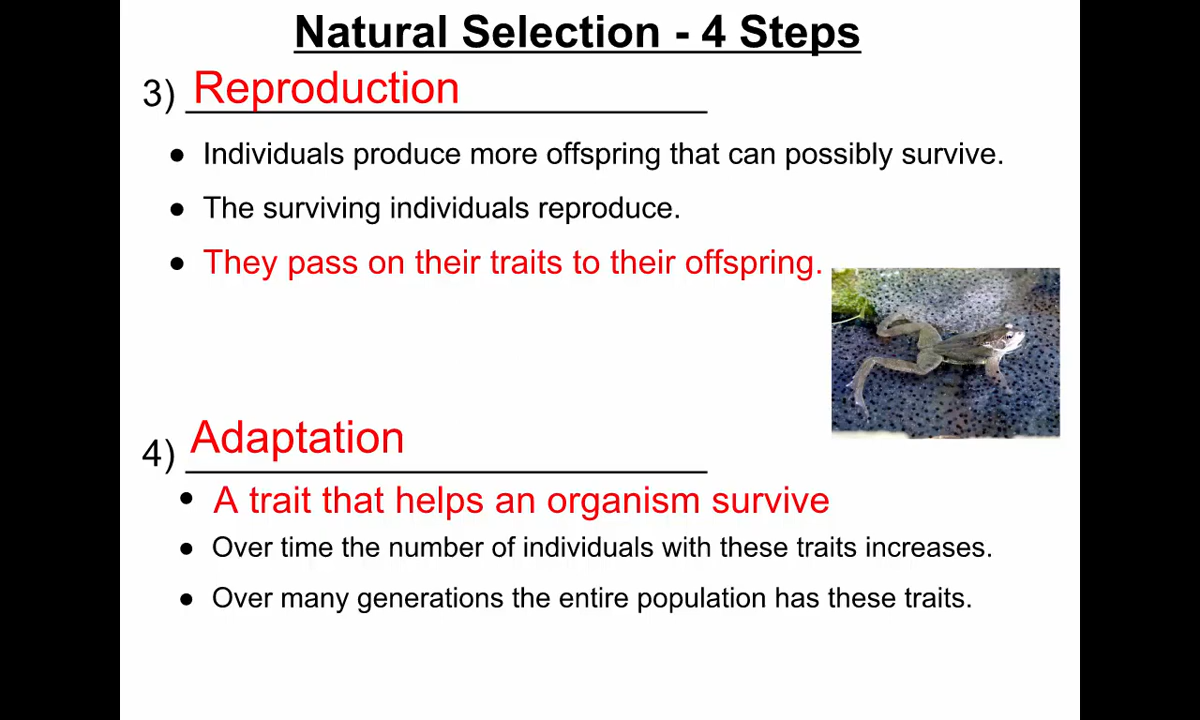 Natural Selection - 4 Steps
3) Reproduction
● Individuals produce more offspring that can possibly survive.
● The surviving individuals reproduce.
● They pass on their traits to their offspring.
4) Adaptation
● A trait that helps an organism survive
● Over time the number of individuals with these traits increases.
● Over many generations the entire population has these traits.